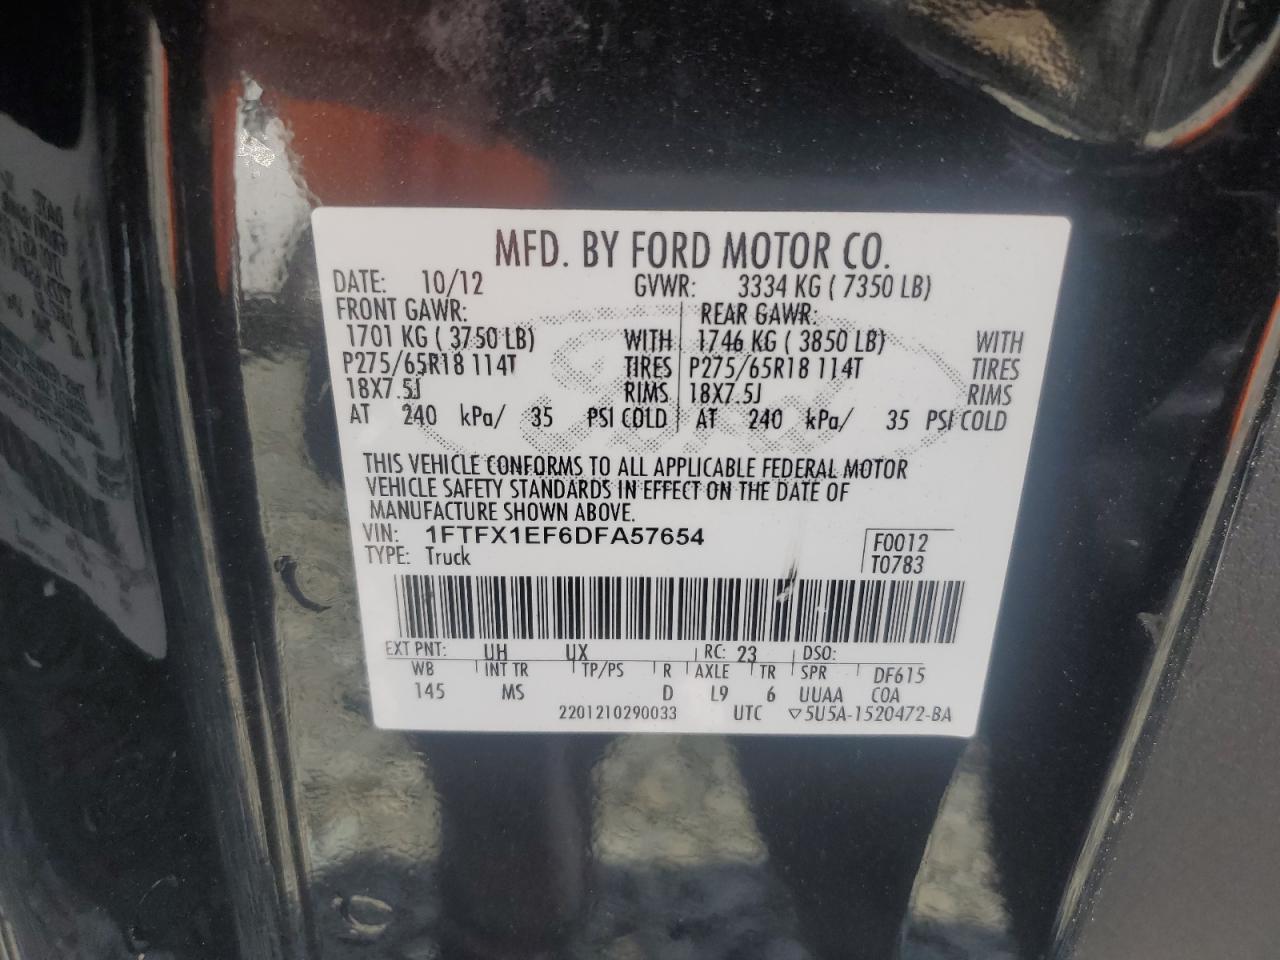 MFD. BY FORD MOTOR CO.
DATE: 10/12 GVWR: 3334 KG ( 7350 LB)
FRONT GAWR: REAR GAWR:
1701 KG ( 3750 LB) WITH 1746 KG ( 3850 LB) WITH
P275/65R18 114T TIRES P275/65R18 114T TIRES
18X7.5J RIMS 18X7.5J RIMS
AT 240 kPa/ 35 PSI COLD AT 240 kPa/ 35 PSI COLD
THIS VEHICLE CONFORMS TO ALL APPLICABLE FEDERAL MOTOR
VEHICLE SAFETY STANDARDS IN EFFECT ON THE DATE OF
MANUFACTURE SHOWN ABOVE.
VIN: 1FTFX1EF6DFA57654 F0012
TYPE: Truck T0783
EXT PNT: UH UX RC: 23 DSO:
WB INT TR TP/PS R AXLE TR SPR DF615
145 MS D L9 6 UUAA COA
2201210290033 UTC ▽5U5A-1520472-BA